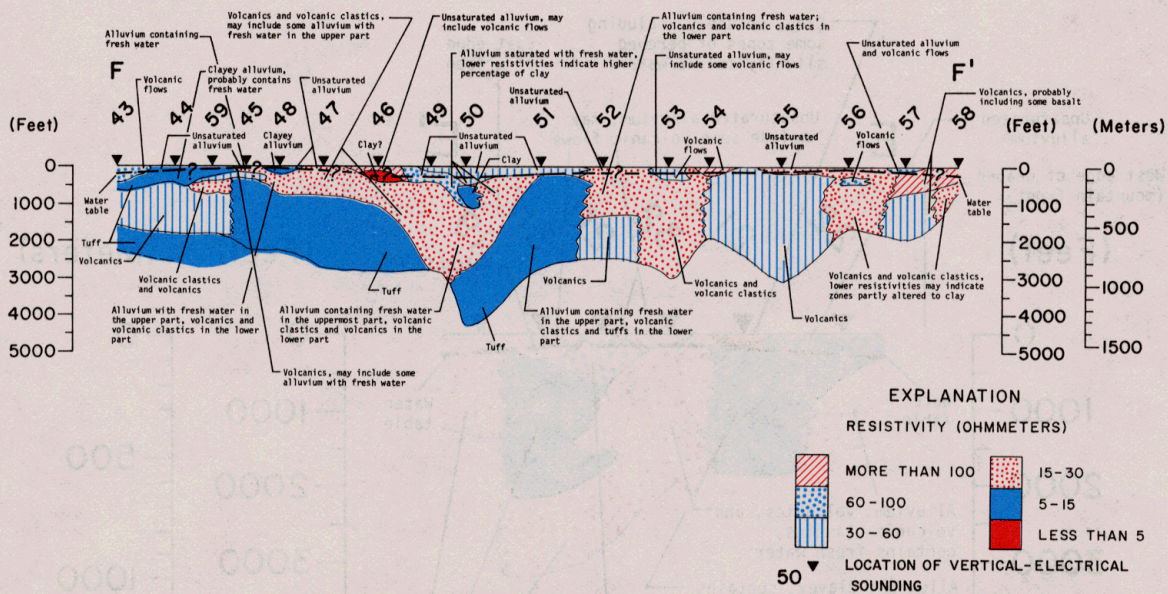 Volcanics and volcanic clastics,
may include some alluvium with
fresh water in the upper part
Unsaturated alluvium, may
include volcanic flows
Alluvium containing fresh water;
volcanics and volcanic clastics in
the lower part
Alluvium containing
fresh water
Unsaturated alluvium
and volcanic flows
Alluvium saturated with fresh water,
lower resistivities indicate higher
percentage of clay
Unsaturated alluvium, may
include some volcanic flows
F
Clayey alluvium,
probably contains
fresh water
F'
Volcanic
flows
Unsaturated
alluvium
Unsaturated
alluvium
Volcanics, probably
including some basalt
43
44
59
45
48
47
46
49
50
51
52
53
54
55
56
57
58
(Feet)
(Feet)
(Meters)
Unsaturated
alluvium
Clayey
alluvium
Clay?
Unsaturated
alluvium
Clay
Volcanic
flows
Unsaturated
alluvium
Volcanic
flows
0
1000
2000
3000
4000
5000
?
?
?
?
?
0
1000
2000
3000
4000
5000
0
500
1000
1500
Water
table
Water
table
Tuff
Volcanics
Volcanic clastics
and volcanics
Tuff
Volcanics
Volcanics and
volcanic clastics
Volcanics and volcanic clastics,
lower resistivities may indicate
zones partly altered to clay
Alluvium with fresh water in
the upper part, volcanics and
volcanic clastics in the lower
part
Alluvium containing fresh water
in the uppermost part, volcanic
clastics and volcanics in the
lower part
Tuff
Alluvium containing fresh water
in the upper part, volcanic
clastics and tuffs in the lower
part
Volcanics
Volcanics, may include some
alluvium with fresh water
EXPLANATION
RESISTIVITY (OHMMETERS)
MORE THAN 100
15-30
60-100
5-15
30-60
LESS THAN 5
50 LOCATION OF VERTICAL-ELECTRICAL
SOUNDING